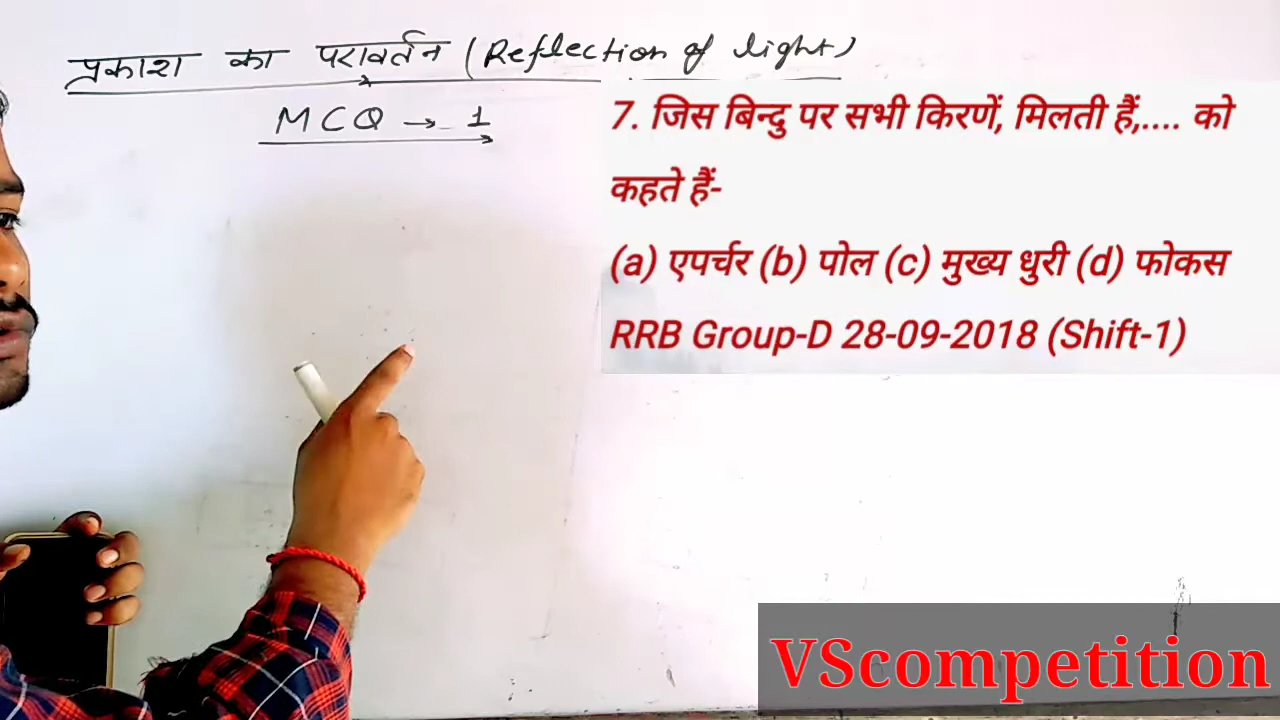 प्रकाश का परावर्तन (Reflection of light)
MCQ → 1
7. जिस बिन्दु पर सभी किरणें, मिलती हैं,.... को
कहते हैं-
(a) एपर्चर (b) पोल (c) मुख्य धुरी (d) फोकस
RRB Group-D 28-09-2018 (Shift-1)
VScompetition